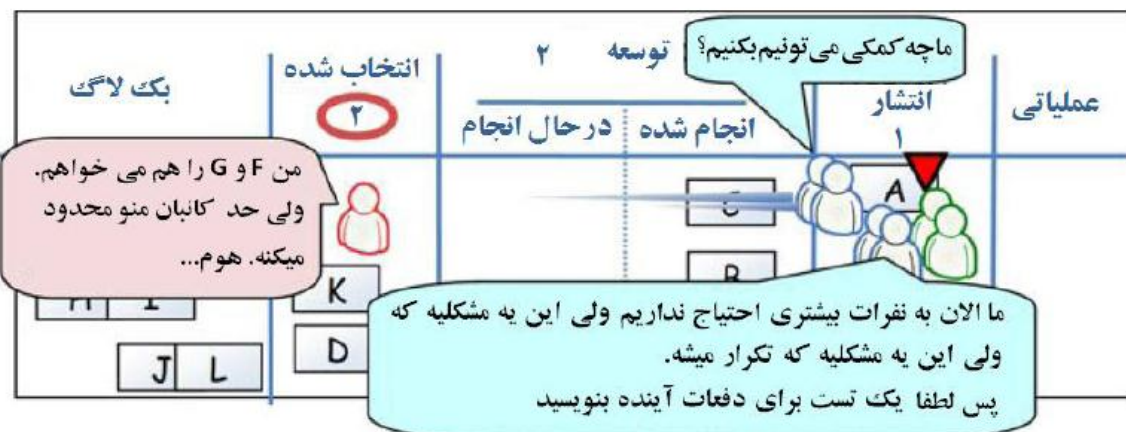 ماچه کمکی می تونیم بکنیم؟
بک لاگ
انتخاب شده
۲
توسعه ۲
در حال انجام
انجام شده
انتشار
۱
عملیاتی
من F و G را هم می خواهم.
ولی حد کانبان منو محدود
میکنه. هوم...
A
B
K
D
J L
ما الان به نفرات بیشتری احتیاج نداریم ولی این یه مشکلیه که
ولی این یه مشکلیه که تکرار میشه.
پس لطفا یک تست برای دفعات آینده بنویسید